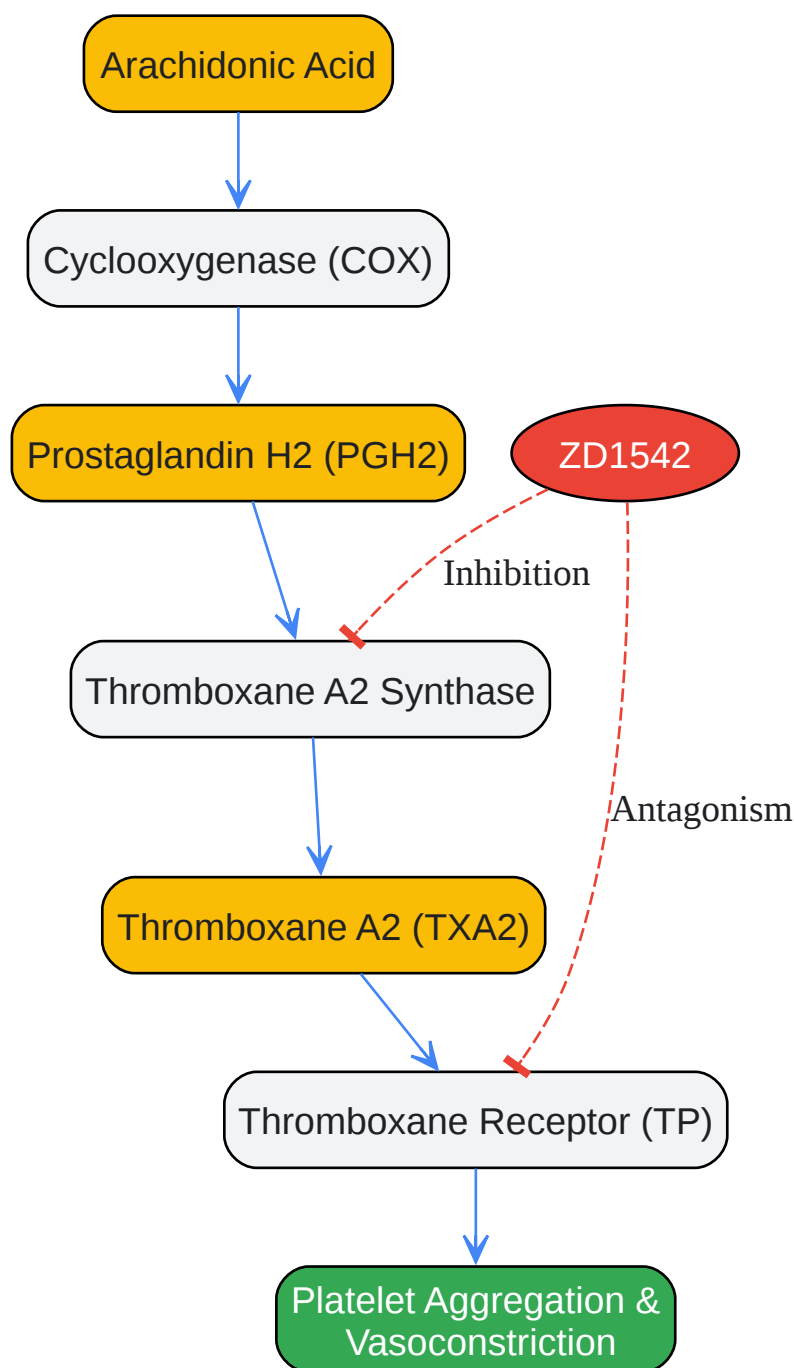 Arachidonic Acid
Cyclooxygenase (COX)
Prostaglandin H2 (PGH2)
ZD1542
Inhibition
Thromboxane A2 Synthase
Antagonism
Thromboxane A2 (TXA2)
Thromboxane Receptor (TP)
Platelet Aggregation &
Vasoconstriction